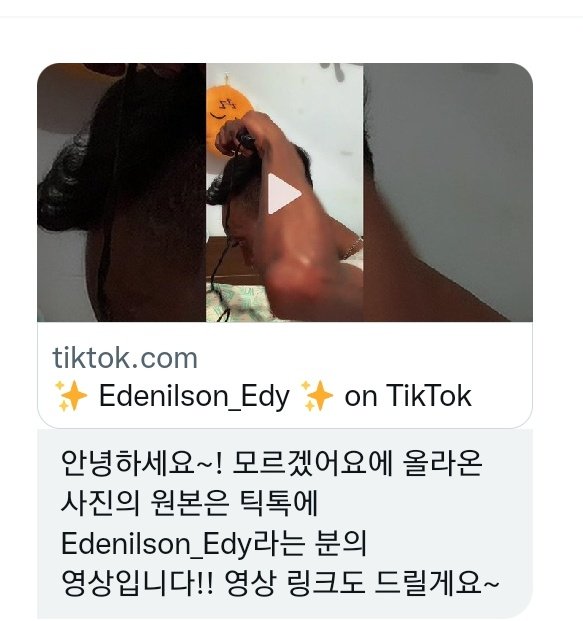 tiktok.com
✨ Edenilson_Edy ✨ on TikTok
안녕하세요~! 모르겠어요에 올라온
사진의 원본은 틱톡에
Edenilson_Edy라는 분의
영상입니다!! 영상 링크도 드릴게요~